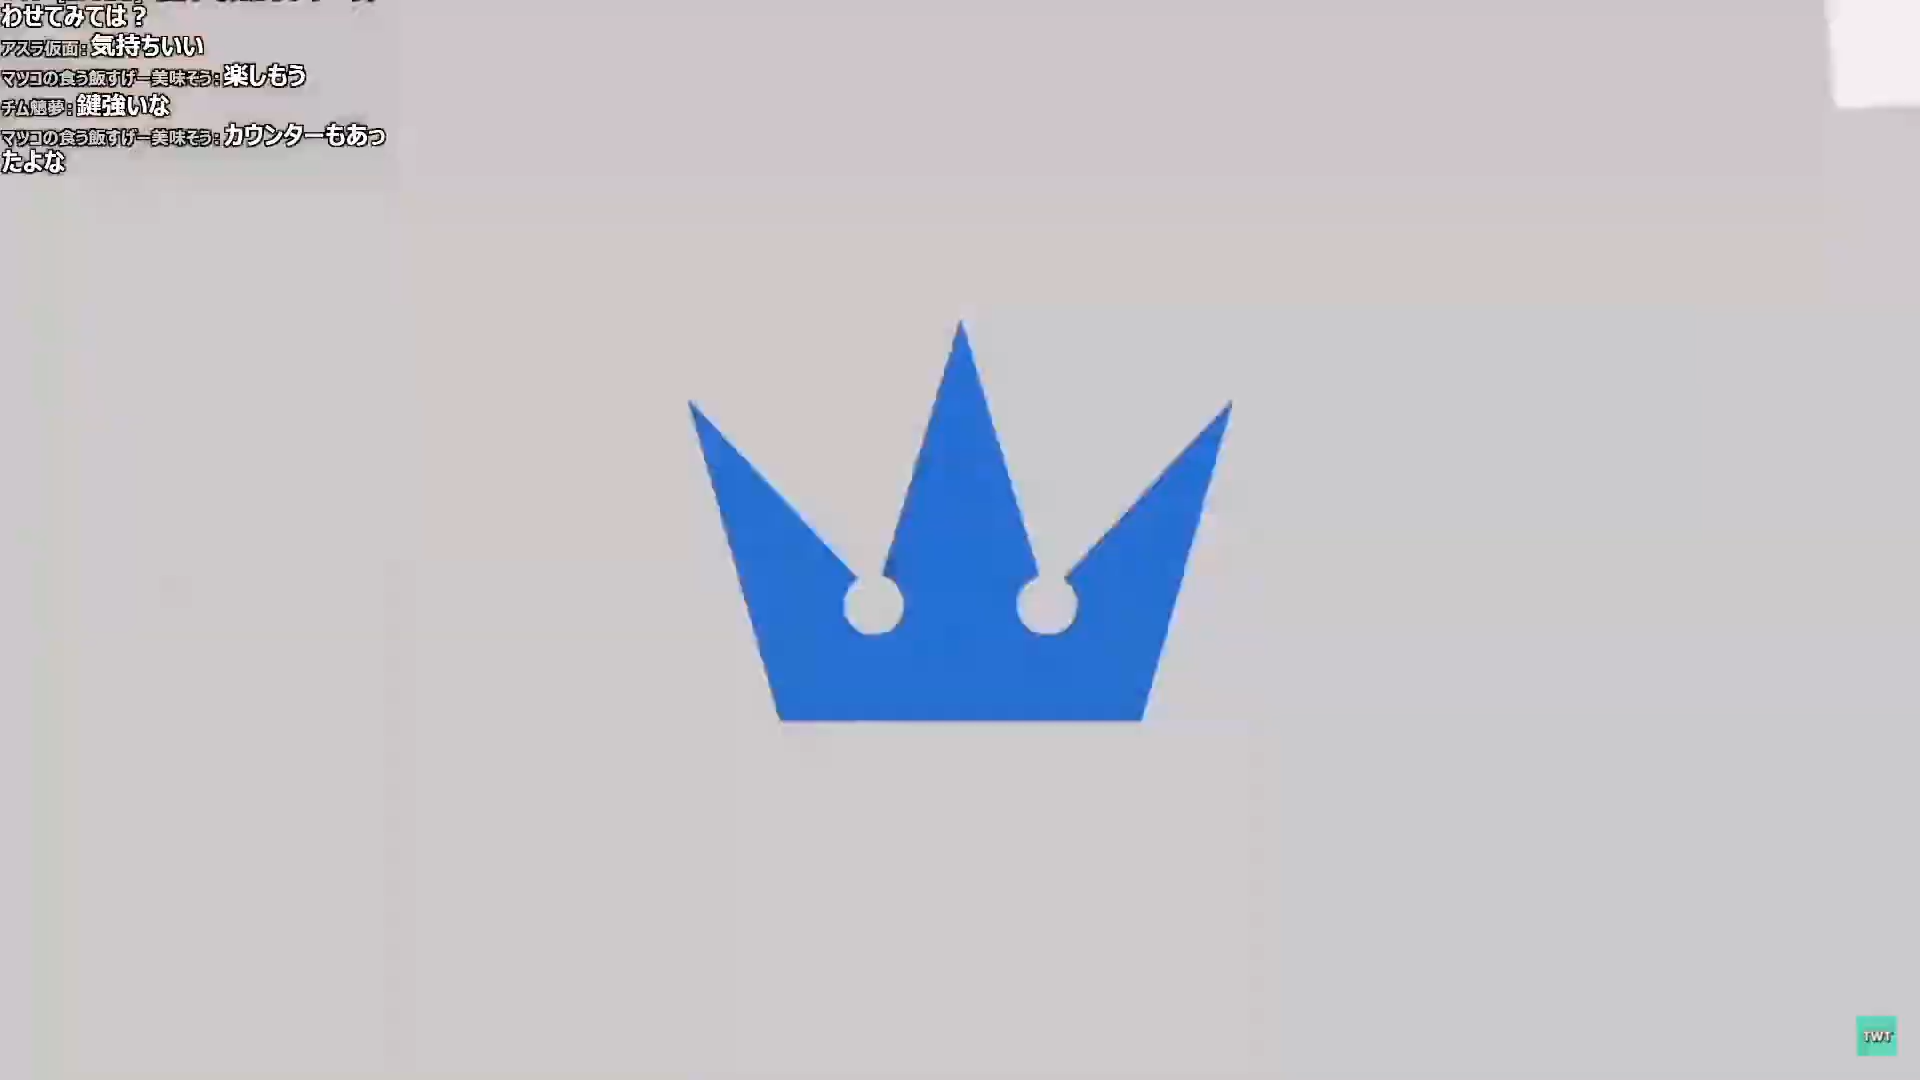 わせてみては？
アスラ仮面: 気持ちいい
マツコの食う飯すげー美味そう: 楽しもう
チム魑夢: 鍵強いな
マツコの食う飯すげー美味そう: カウンターもあっ
たよな
TWT